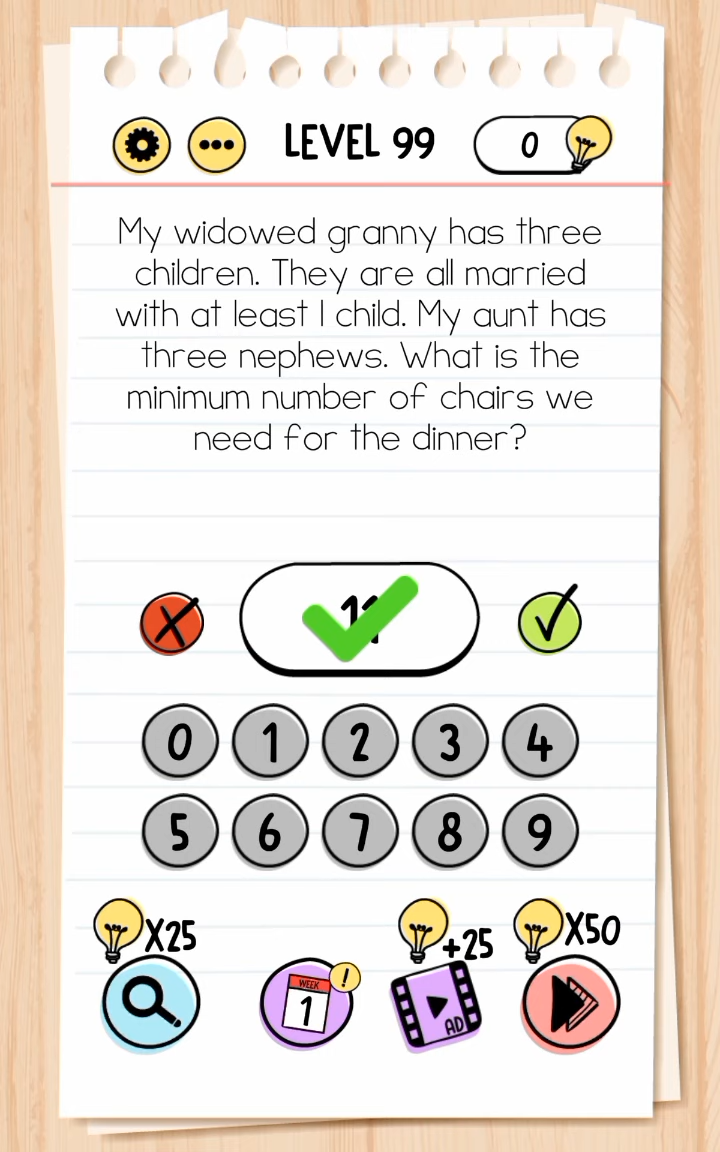 LEVEL 99
0
My widowed granny has three
children. They are all married
with at least 1 child. My aunt has
three nephews. What is the
minimum number of chairs we
need for the dinner?
11
0 1 2 3 4
5 6 7 8 9
X25
+25
X50
WEEK
1
!
AD